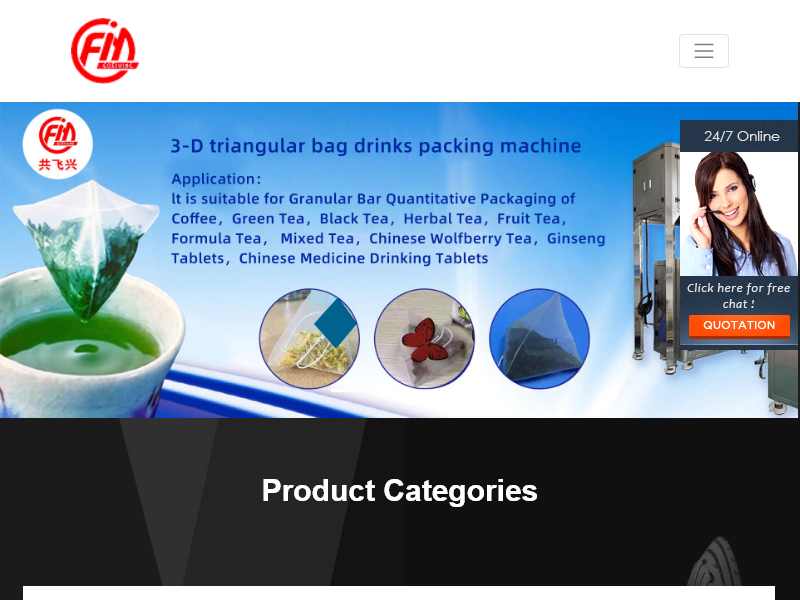 FIM
24/7 Online
FIM
共飞兴
3-D triangular bag drinks packing machine
Application：
It is suitable for Granular Bar Quantitative Packaging of
Coffee，Green Tea，Black Tea，Herbal Tea，Fruit Tea，
Formula Tea， Mixed Tea，Chinese Wolfberry Tea，Ginseng
Tablets，Chinese Medicine Drinking Tablets
Click here for free
chat !
QUOTATION
Product Categories